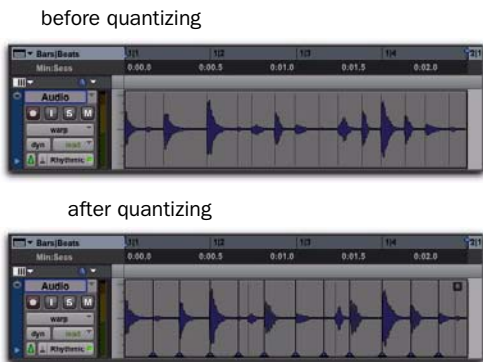 before quantizing
Bars|Beats 1|1 1|2 1|3 1|4 2|1
Min:Secs 0:00.0 0:00.5 0:01.0 0:01.5 0:02.0
Audio
I S M
warp
dyn read
Rhythmic P
after quantizing
Bars|Beats 1|1 1|2 1|3 1|4 2|1
Min:Secs 0:00.0 0:00.5 0:01.0 0:01.5 0:02.0
Audio
I S M
warp
dyn read
Rhythmic P